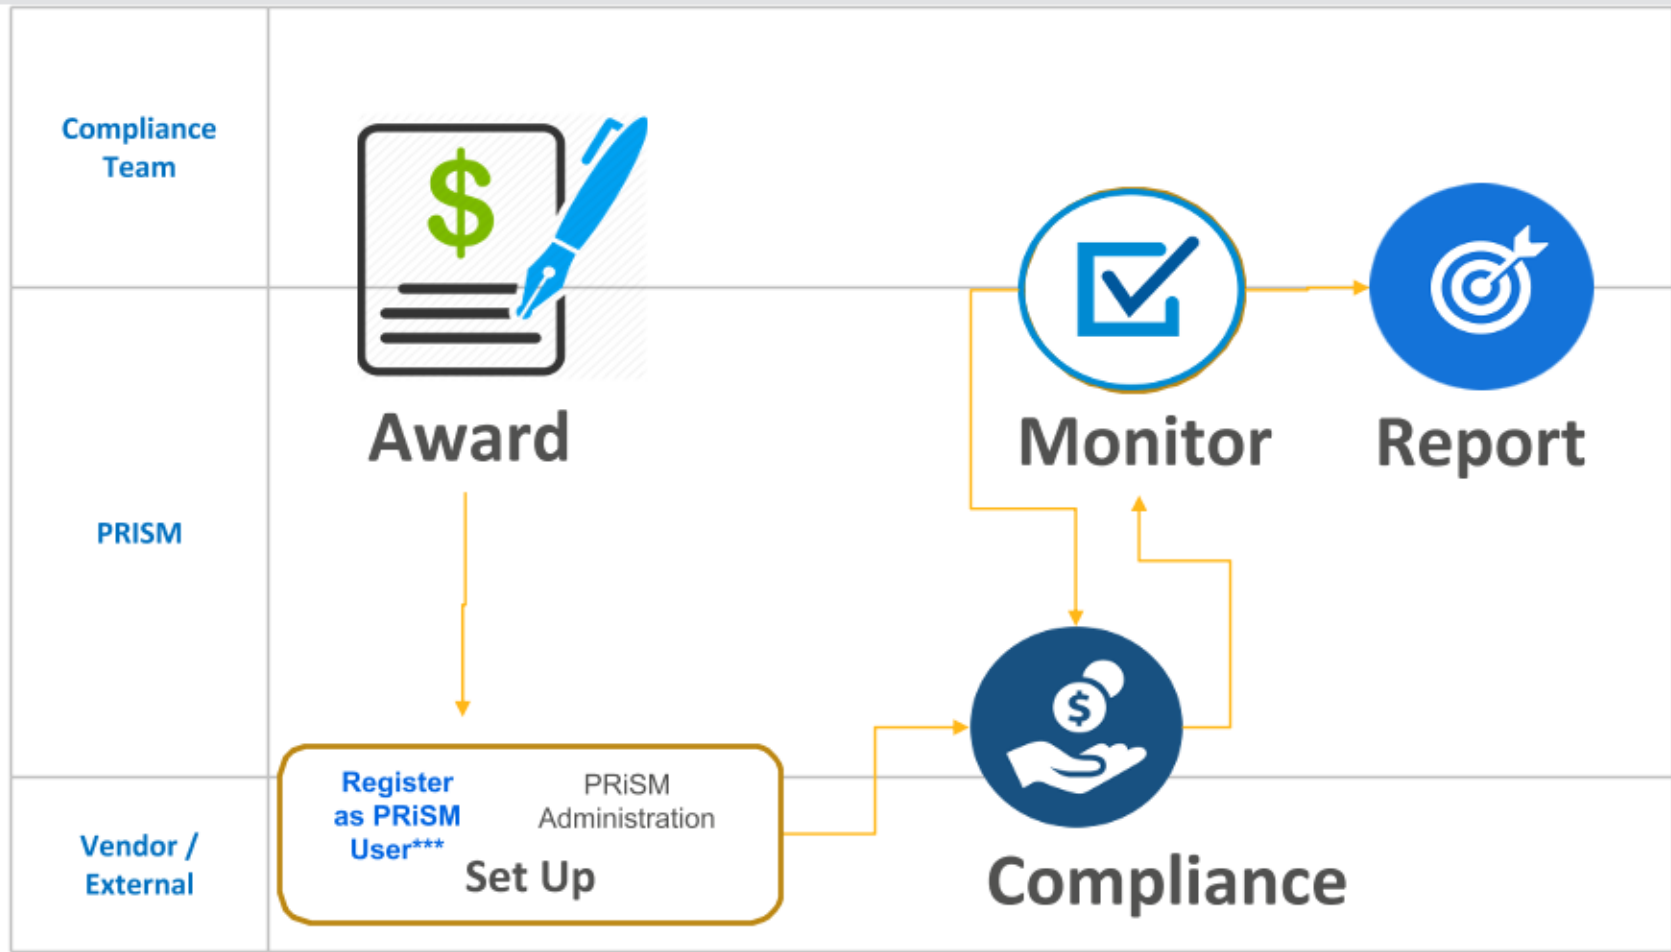 Compliance
Team
$
Award
Monitor
Report
PRISM
$
Register
as PRiSM
User***
PRiSM
Administration
Set Up
Vendor /
External
Compliance